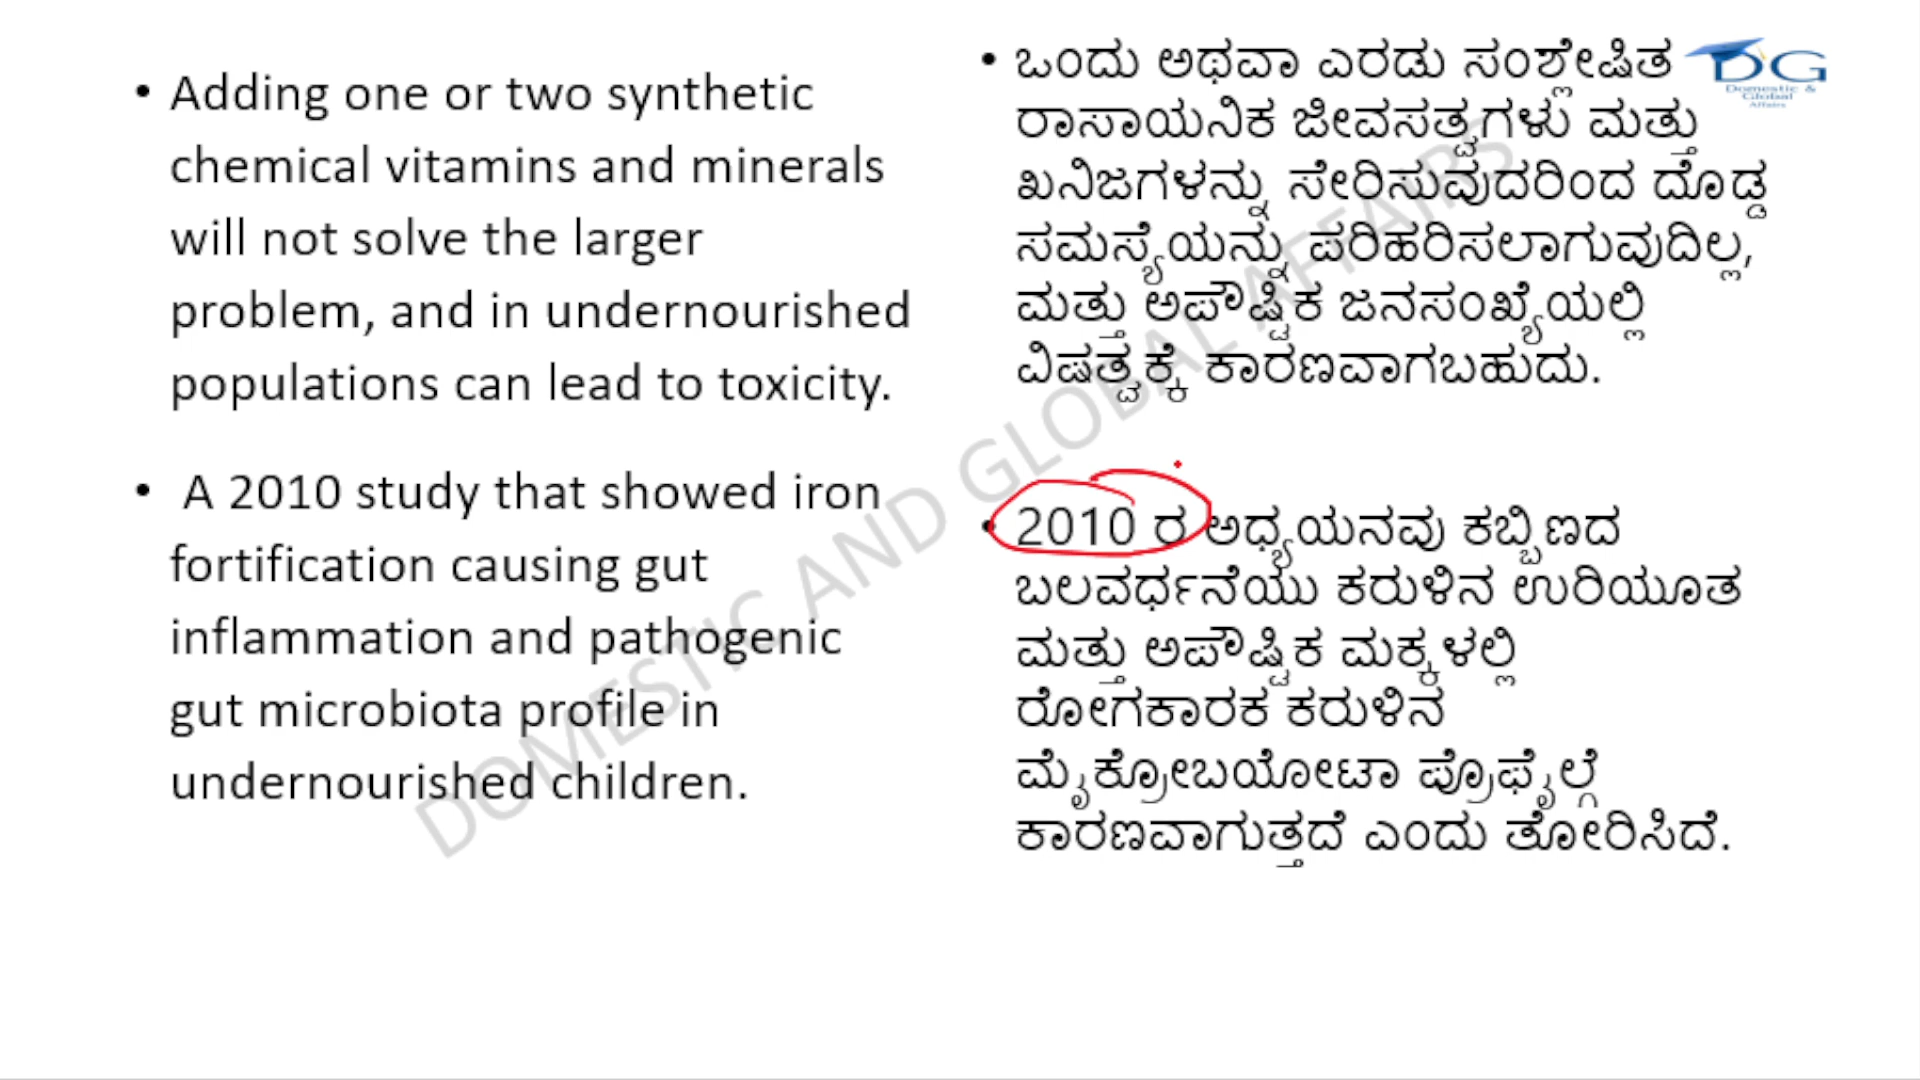 • Adding one or two synthetic
chemical vitamins and minerals
will not solve the larger
problem, and in undernourished
populations can lead to toxicity.
• A 2010 study that showed iron
fortification causing gut
inflammation and pathogenic
gut microbiota profile in
undernourished children.
• ಒಂದು ಅಥವಾ ಎರಡು ಸಂಶ್ಲೇಷಿತ
ರಾಸಾಯನಿಕ ಜೀವಸತ್ವಗಳು ಮತ್ತು
ಖನಿಜಗಳನ್ನು ಸೇರಿಸುವುದರಿಂದ ದೊಡ್ಡ
ಸಮಸ್ಯೆಯನ್ನು ಪರಿಹರಿಸಲಾಗುವುದಿಲ್ಲ,
ಮತ್ತು ಅಪೌಷ್ಟಿಕ ಜನಸಂಖ್ಯೆಯಲ್ಲಿ
ವಿಷತ್ವಕ್ಕೆ ಕಾರಣವಾಗಬಹುದು.
• 2010 ರ ಅಧ್ಯಯನವು ಕಬ್ಬಿಣದ
ಬಲವರ್ಧನೆಯು ಕರುಳಿನ ಉರಿಯೂತ
ಮತ್ತು ಅಪೌಷ್ಟಿಕ ಮಕ್ಕಳಲ್ಲಿ
ರೋಗಕಾರಕ ಕರುಳಿನ
ಮೈಕ್ರೋಬಯೋಟಾ ಪ್ರೊಫೈಲ್ಗೆ
ಕಾರಣವಾಗುತ್ತದೆ ಎಂದು ತೋರಿಸಿದೆ.
DG
Domestic &
Global
Affairs
DOMESTIC AND GLOBAL AFFAIRS